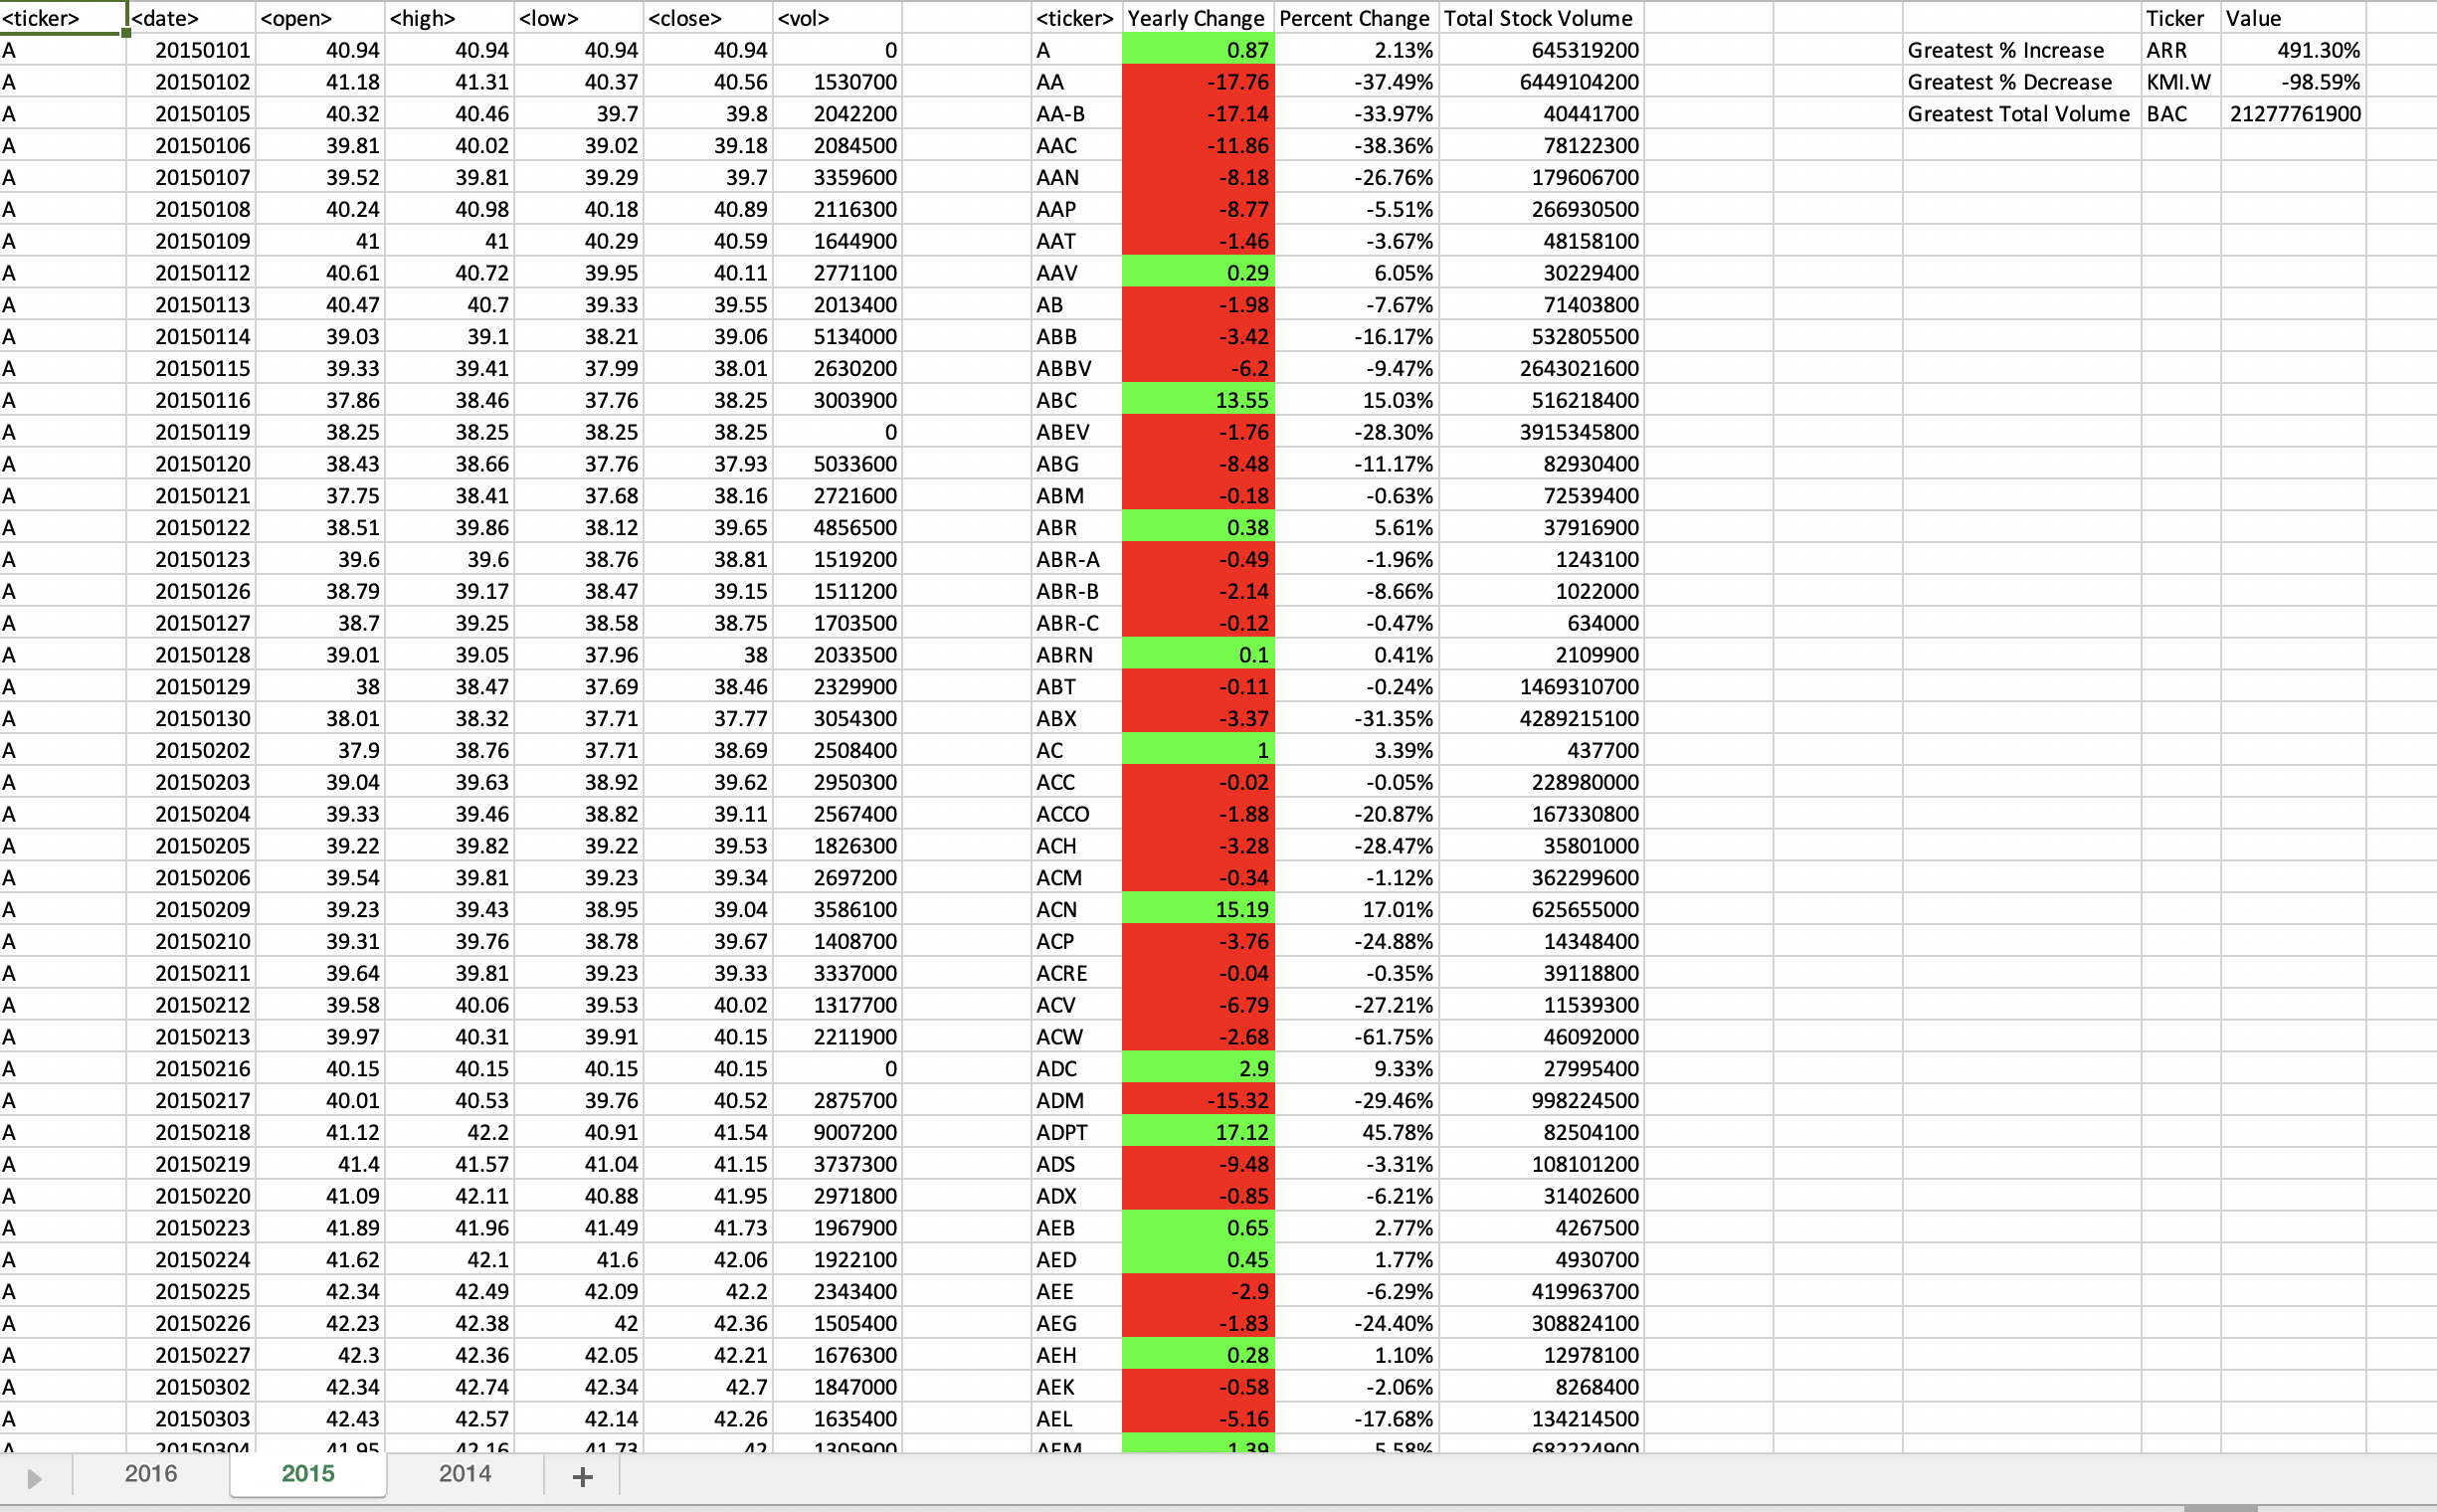 <ticker> <date> <open> <high> <low> <close> <vol> <ticker> Yearly Change Percent Change Total Stock Volume Ticker Value
A 20150101 40.94 40.94 40.94 40.94 0 A 0.87 2.13% 645319200 Greatest % Increase ARR 491.30%
A 20150102 41.18 41.31 40.37 40.56 1530700 AA -17.76 -37.49% 6449104200 Greatest % Decrease KMI.W -98.59%
A 20150105 40.32 40.46 39.7 39.8 2042200 AA-B -17.14 -33.97% 40441700 Greatest Total Volume BAC 21277761900
A 20150106 39.81 40.02 39.02 39.18 2084500 AAC -11.86 -38.36% 78122300
A 20150107 39.52 39.81 39.29 39.7 3359600 AAN -8.18 -26.76% 179606700
A 20150108 40.24 40.98 40.18 40.89 2116300 AAP -8.77 -5.51% 266930500
A 20150109 41 41 40.29 40.59 1644900 AAT -1.46 -3.67% 48158100
A 20150112 40.61 40.72 39.95 40.11 2771100 AAV 0.29 6.05% 30229400
A 20150113 40.47 40.7 39.33 39.55 2013400 AB -1.98 -7.67% 71403800
A 20150114 39.03 39.1 38.21 39.06 5134000 ABB -3.42 -16.17% 532805500
A 20150115 39.33 39.41 37.99 38.01 2630200 ABBV -6.2 -9.47% 2643021600
A 20150116 37.86 38.46 37.76 38.25 3003900 ABC 13.55 15.03% 516218400
A 20150119 38.25 38.25 38.25 38.25 0 ABEV -1.76 -28.30% 3915345800
A 20150120 38.43 38.66 37.76 37.93 5033600 ABG -8.48 -11.17% 82930400
A 20150121 37.75 38.41 37.68 38.16 2721600 ABM -0.18 -0.63% 72539400
A 20150122 38.51 39.86 38.12 39.65 4856500 ABR 0.38 5.61% 37916900
A 20150123 39.6 39.6 38.76 38.81 1519200 ABR-A -0.49 -1.96% 1243100
A 20150126 38.79 39.17 38.47 39.15 1511200 ABR-B -2.14 -8.66% 1022000
A 20150127 38.7 39.25 38.58 38.75 1703500 ABR-C -0.12 -0.47% 634000
A 20150128 39.01 39.05 37.96 38 2033500 ABRN 0.1 0.41% 2109900
A 20150129 38 38.47 37.69 38.46 2329900 ABT -0.11 -0.24% 1469310700
A 20150130 38.01 38.32 37.71 37.77 3054300 ABX -3.37 -31.35% 4289215100
A 20150202 37.9 38.76 37.71 38.69 2508400 AC 1 3.39% 437700
A 20150203 39.04 39.63 38.92 39.62 2950300 ACC -0.02 -0.05% 228980000
A 20150204 39.33 39.46 38.82 39.11 2567400 ACCO -1.88 -20.87% 167330800
A 20150205 39.22 39.82 39.22 39.53 1826300 ACH -3.28 -28.47% 35801000
A 20150206 39.54 39.81 39.23 39.34 2697200 ACM -0.34 -1.12% 362299600
A 20150209 39.23 39.43 38.95 39.04 3586100 ACN 15.19 17.01% 625655000
A 20150210 39.31 39.76 38.78 39.67 1408700 ACP -3.76 -24.88% 14348400
A 20150211 39.64 39.81 39.23 39.33 3337000 ACRE -0.04 -0.35% 39118800
A 20150212 39.58 40.06 39.53 40.02 1317700 ACV -6.79 -27.21% 11539300
A 20150213 39.97 40.31 39.91 40.15 2211900 ACW -2.68 -61.75% 46092000
A 20150216 40.15 40.15 40.15 40.15 0 ADC 2.9 9.33% 27995400
A 20150217 40.01 40.53 39.76 40.52 2875700 ADM -15.32 -29.46% 998224500
A 20150218 41.12 42.2 40.91 41.54 9007200 ADPT 17.12 45.78% 82504100
A 20150219 41.4 41.57 41.04 41.15 3737300 ADS -9.48 -3.31% 108101200
A 20150220 41.09 42.11 40.88 41.95 2971800 ADX -0.85 -6.21% 31402600
A 20150223 41.89 41.96 41.49 41.73 1967900 AEB 0.65 2.77% 4267500
A 20150224 41.62 42.1 41.6 42.06 1922100 AED 0.45 1.77% 4930700
A 20150225 42.34 42.49 42.09 42.2 2343400 AEE -2.9 -6.29% 419963700
A 20150226 42.23 42.38 42 42.36 1505400 AEG -1.83 -24.40% 308824100
A 20150227 42.3 42.36 42.05 42.21 1676300 AEH 0.28 1.10% 12978100
A 20150302 42.34 42.74 42.34 42.7 1847000 AEK -0.58 -2.06% 8268400
A 20150303 42.43 42.57 42.14 42.26 1635400 AEL -5.16 -17.68% 134214500
A 20150304 41.95 42.16 41.73 42 1305900 AEM 1.39 5.58% 682224900
2016 2015 2014 +